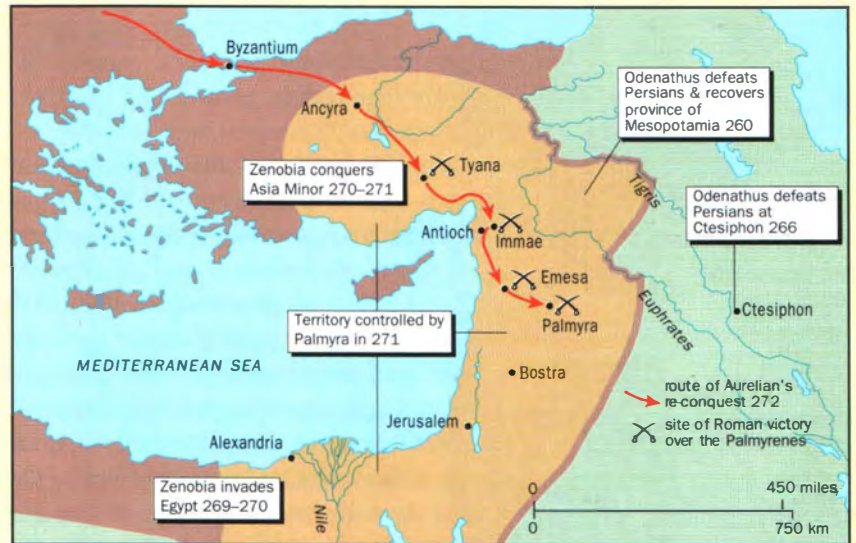 Byzantium
Ancyra
Odenathus defeats
Persians & recovers
province of
Mesopotamia 260
Zenobia conquers
Asia Minor 270–271
Tyana
Tigris
Odenathus defeats
Persians at
Ctesiphon 266
Antioch
Immae
Emesa
Palmyra
Euphrates
Ctesiphon
Territory controlled by
Palmyra in 271
MEDITERRANEAN SEA
Bostra
route of Aurelian's
re-conquest 272
Jerusalem
site of Roman victory
over the Palmyrenes
Alexandria
Zenobia invades
Egypt 269–270
Nile
0 450 miles
0 750 km